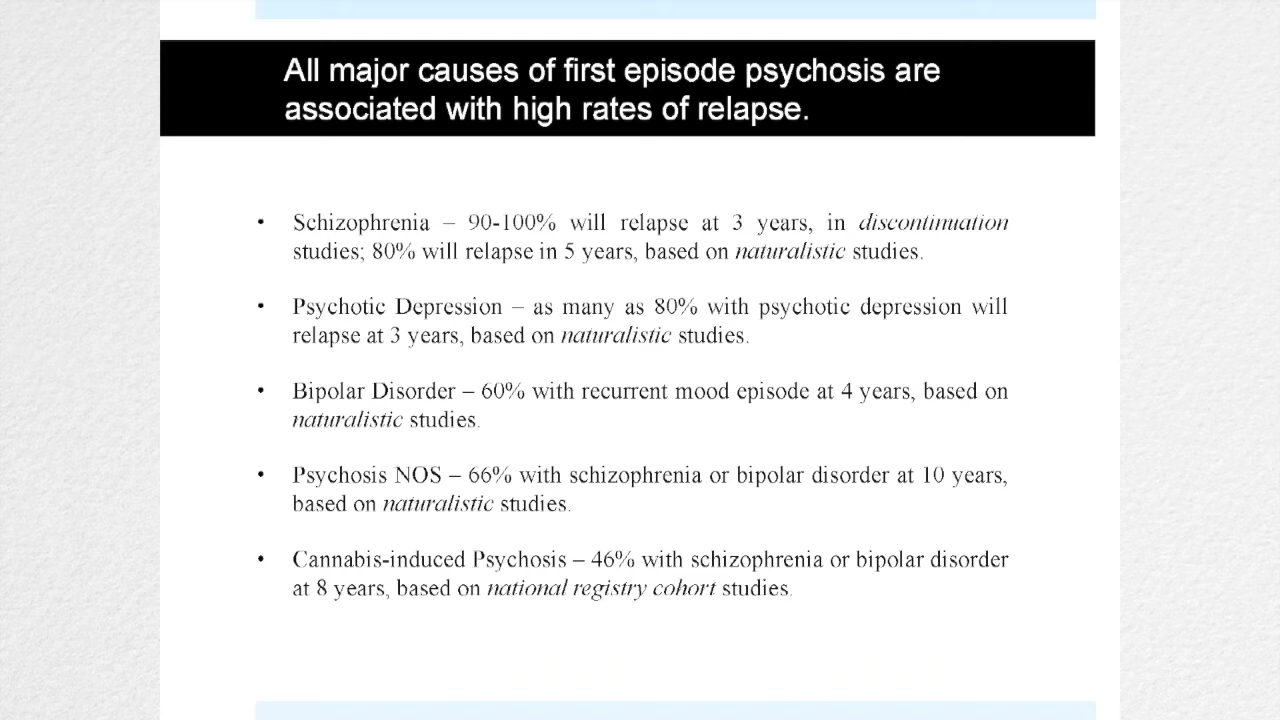 All major causes of first episode psychosis are
associated with high rates of relapse.
• Schizophrenia – 90-100% will relapse at 3 years, in discontinuation
studies; 80% will relapse in 5 years, based on naturalistic studies.
• Psychotic Depression – as many as 80% with psychotic depression will
relapse at 3 years, based on naturalistic studies.
• Bipolar Disorder – 60% with recurrent mood episode at 4 years, based on
naturalistic studies.
• Psychosis NOS – 66% with schizophrenia or bipolar disorder at 10 years,
based on naturalistic studies.
• Cannabis-induced Psychosis – 46% with schizophrenia or bipolar disorder
at 8 years, based on national registry cohort studies.